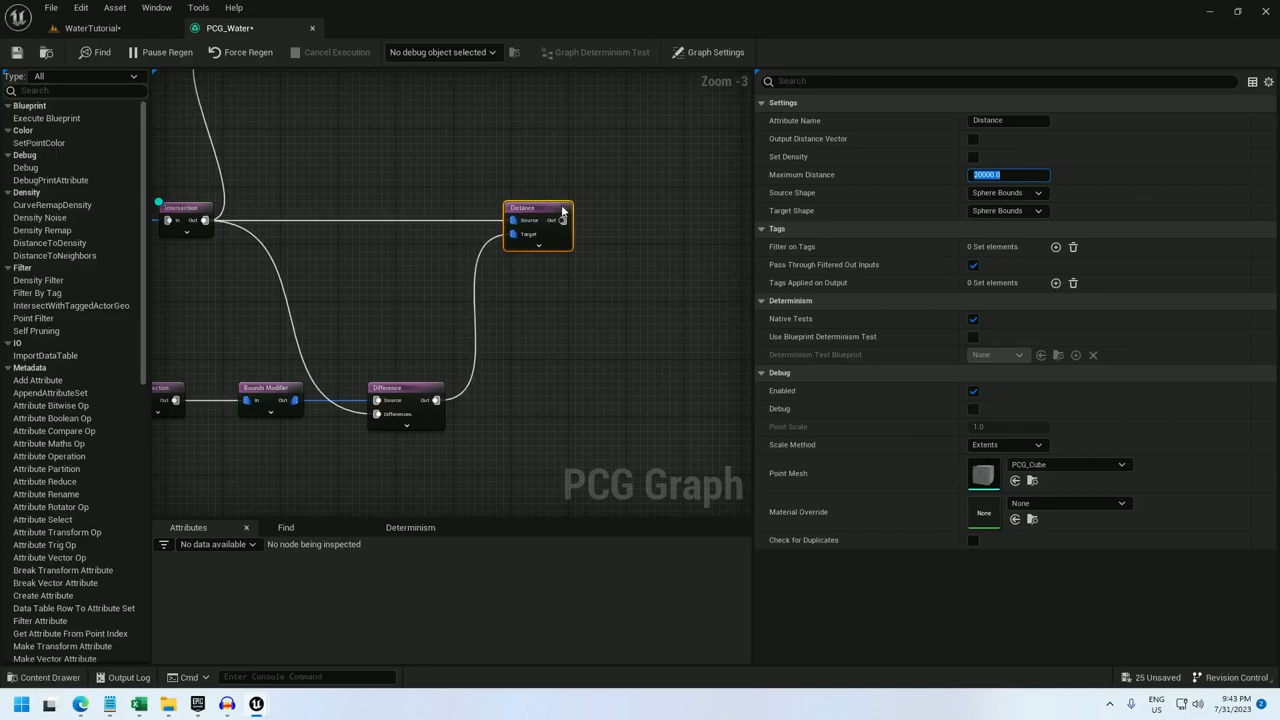 File Edit Asset Window Tools Help
WaterTutorial*
PCG_Water*
Find
Pause Regen
Force Regen
Cancel Execution
No debug object selected
Graph Determinism Test
Graph Settings
Type: All
Search
Blueprint
Execute Blueprint
Color
SetPointColor
Debug
Debug
DebugPrintAttribute
Density
CurveRemapDensity
Density Noise
Density Remap
DistanceToDensity
DistanceToNeighbors
Filter
Density Filter
Filter By Tag
IntersectWithTaggedActorGeo
Point Filter
Self Pruning
IO
ImportDataTable
Metadata
Add Attribute
AppendAttributeSet
Attribute Bitwise Op
Attribute Boolean Op
Attribute Compare Op
Attribute Maths Op
Attribute Operation
Attribute Partition
Attribute Reduce
Attribute Rename
Attribute Rotator Op
Attribute Select
Attribute Transform Op
Attribute Trig Op
Attribute Vector Op
Break Transform Attribute
Break Vector Attribute
Create Attribute
Data Table Row To Attribute Set
Filter Attribute
Get Attribute From Point Index
Make Transform Attribute
Make Vector Attribute
Zoom -3
Intersection
In Out
Distance
Source Out
Target
ection
Out
Bounds Modifier
In Out
Difference
Source Out
Differences
PCG Graph
Attributes
Find
Determinism
No data available
No node being inspected
Search
Settings
Attribute Name Distance
Output Distance Vector
Set Density
Maximum Distance 20000.0
Source Shape Sphere Bounds
Target Shape Sphere Bounds
Tags
Filter on Tags 0 Set elements
Pass Through Filtered Out Inputs
Tags Applied on Output 0 Set elements
Determinism
Native Tests
Use Blueprint Determinism Test
Determinism Test Blueprint None
Debug
Enabled
Debug
Point Scale 1.0
Scale Method Extents
Point Mesh PCG_Cube
Material Override None None
Check for Duplicates
Content Drawer
Output Log
Cmd
Enter Console Command
25 Unsaved
Revision Control
ENG
US
9:43 PM
7/31/2023
2